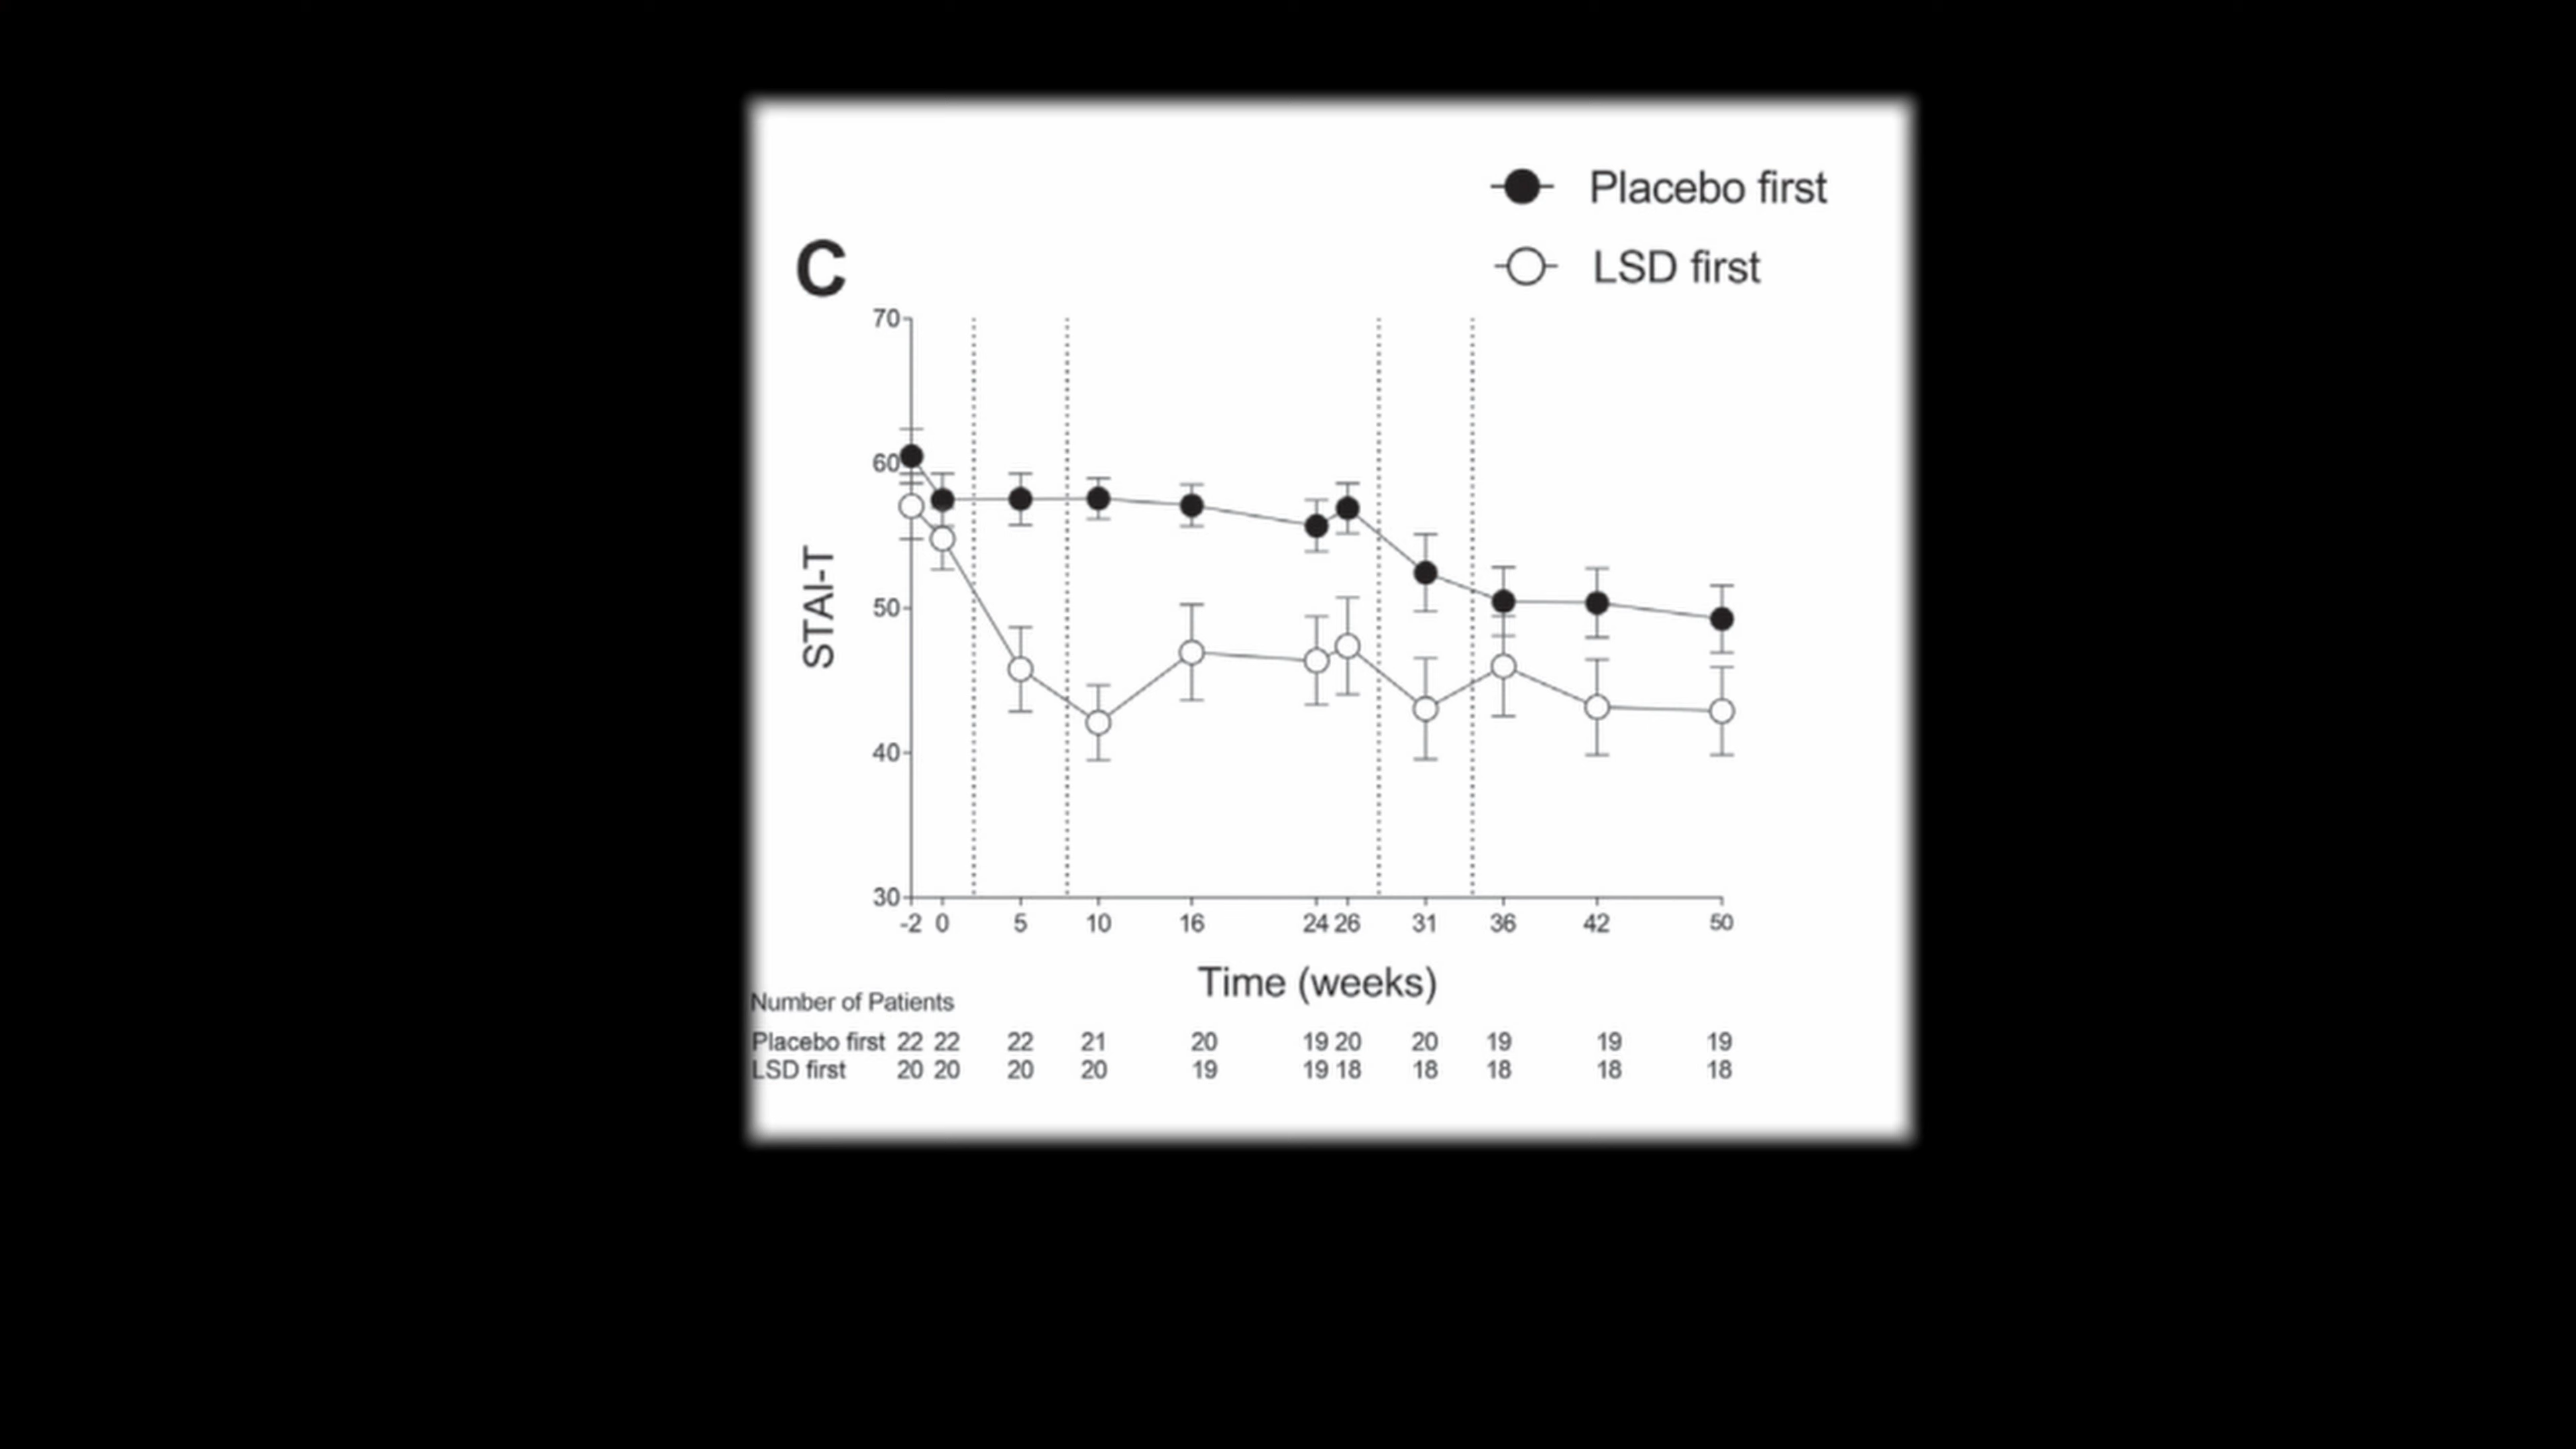 Placebo first
LSD first
C
70
60
50
40
30
STAI-T
-2 0 5 10 16 24 26 31 36 42 50
Time (weeks)
Number of Patients
Placebo first 22 22 22 21 20 19 20 20 19 19 19
LSD first 20 20 20 20 19 19 18 18 18 18 18